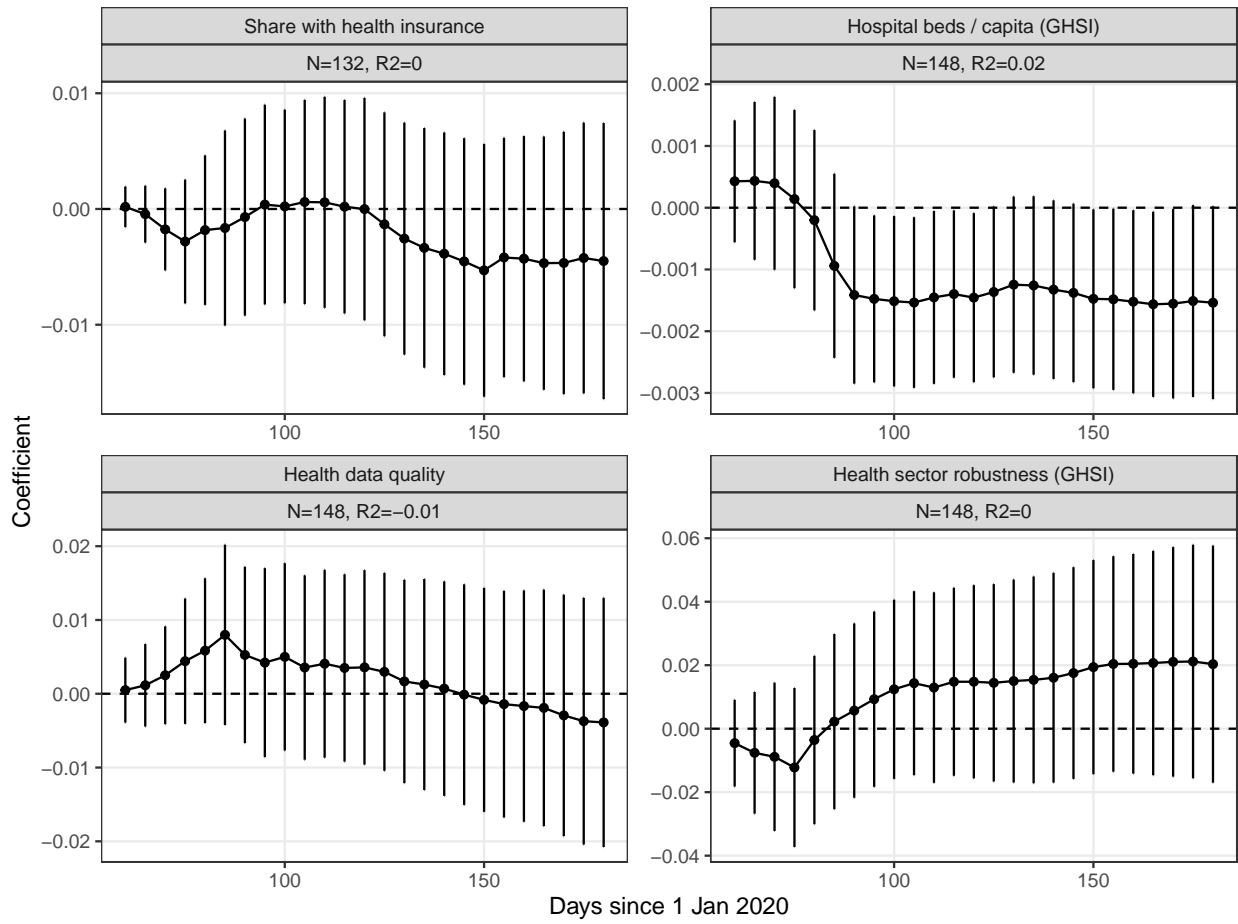 Share with health insurance
N=132, R2=0
0.01
0.00
−0.01
100
150
Hospital beds / capita (GHSI)
N=148, R2=0.02
0.002
0.001
0.000
−0.001
−0.002
−0.003
100
150
Health data quality
N=148, R2=−0.01
0.02
0.01
0.00
−0.01
−0.02
100
150
Health sector robustness (GHSI)
N=148, R2=0
0.06
0.04
0.02
0.00
−0.02
−0.04
100
150
Coefficient
Days since 1 Jan 2020